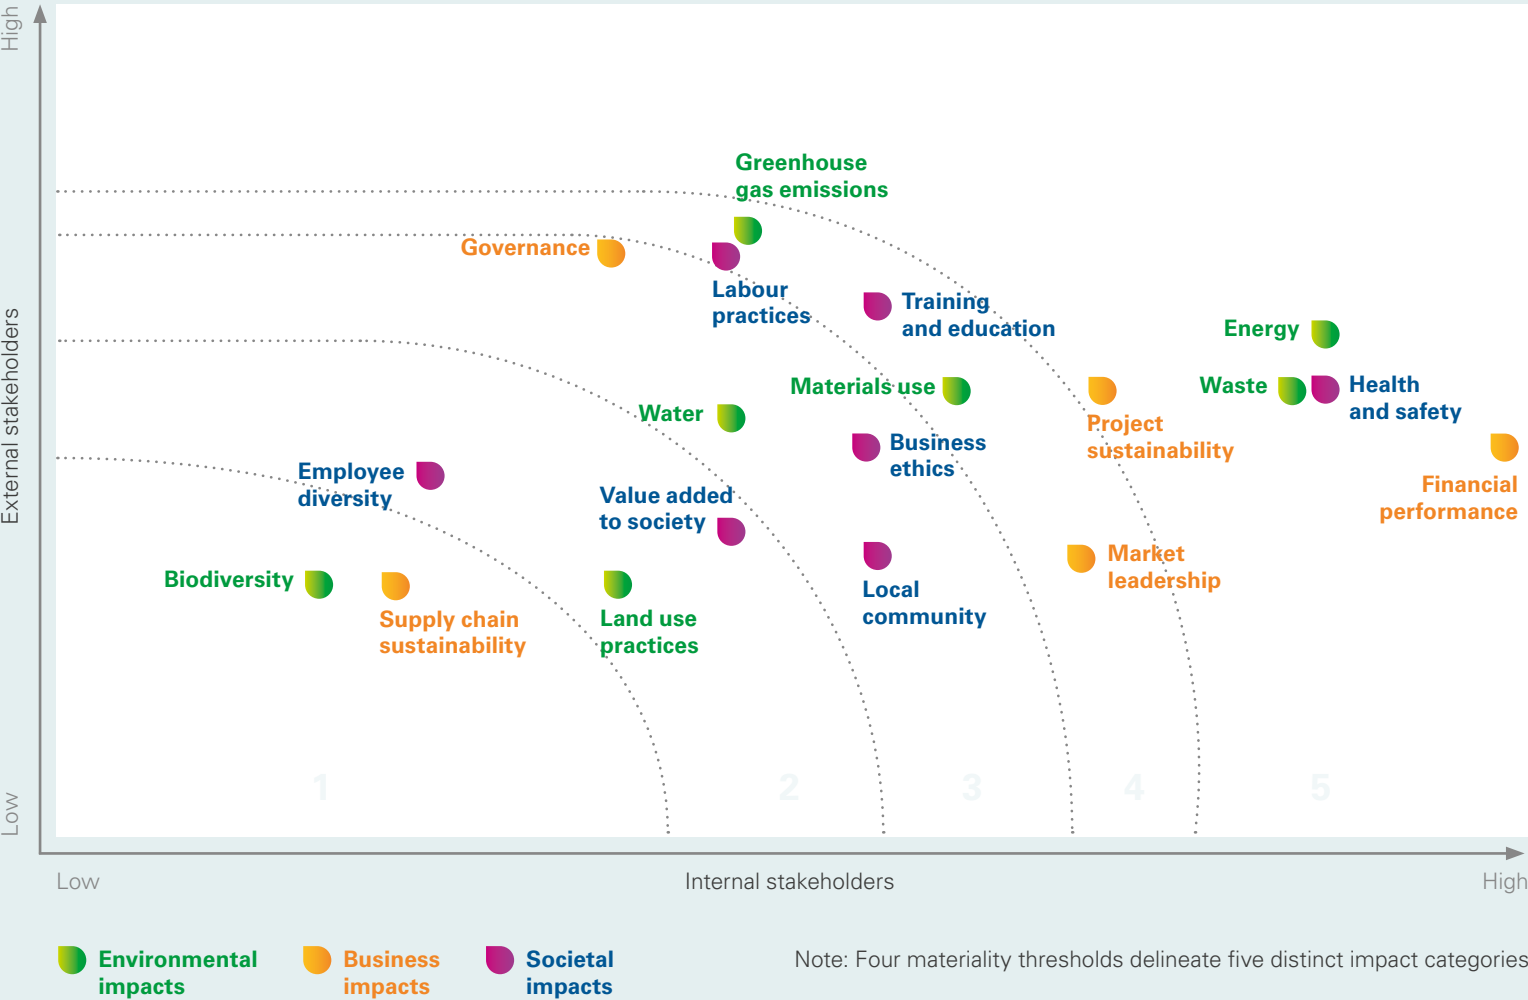 High
External stakeholders
Low
Greenhouse
gas emissions
Governance
Labour
practices
Training
and education
Energy
Materials use
Waste
Health
and safety
Water
Project
sustainability
Business
ethics
Employee
diversity
Value added
to society
Financial
performance
Biodiversity
Supply chain
sustainability
Land use
practices
Local
community
Market
leadership
1
2
3
4
5
Low
Internal stakeholders
High
Environmental
impacts
Business
impacts
Societal
impacts
Note: Four materiality thresholds delineate five distinct impact categories